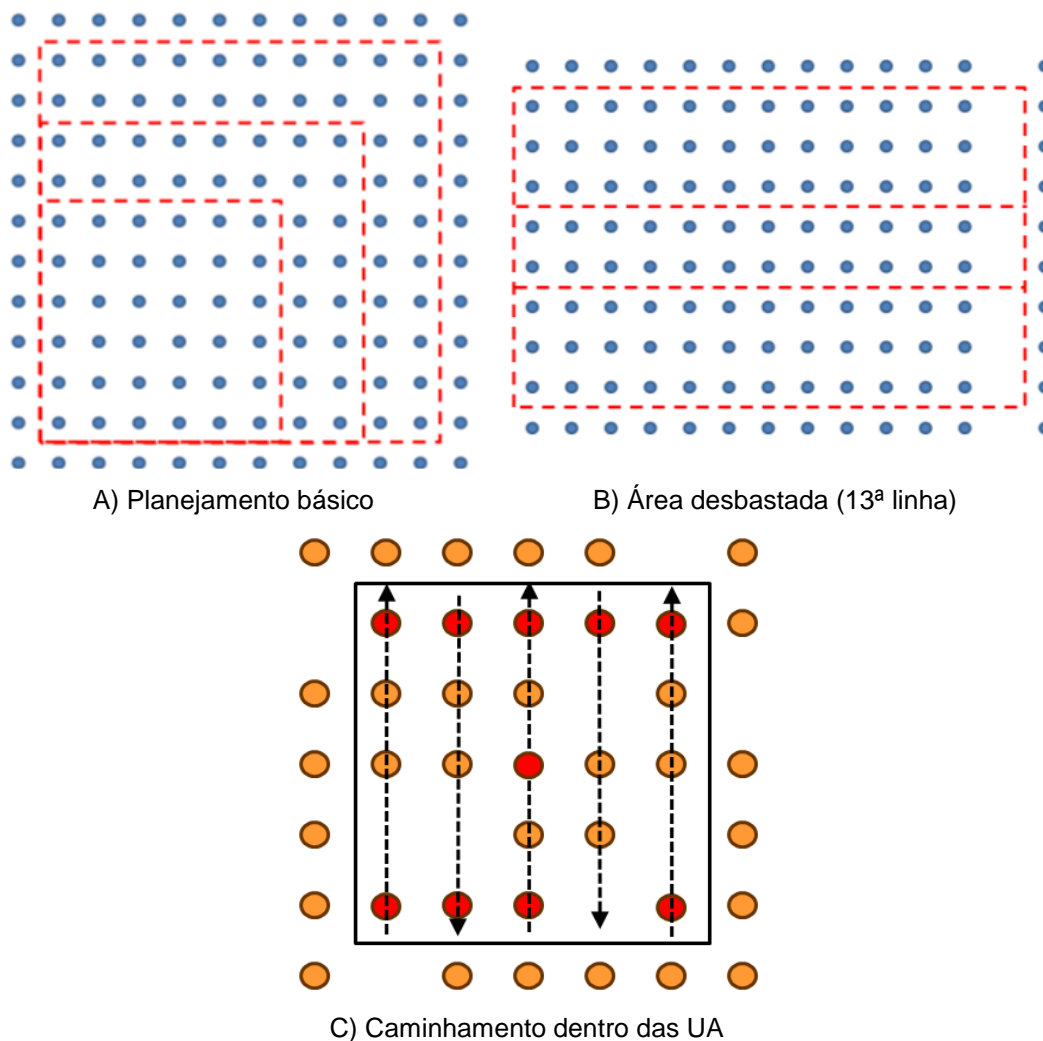 A) Planejamento básico
B) Área desbastada (13ª linha)
C) Caminhamento dentro das UA